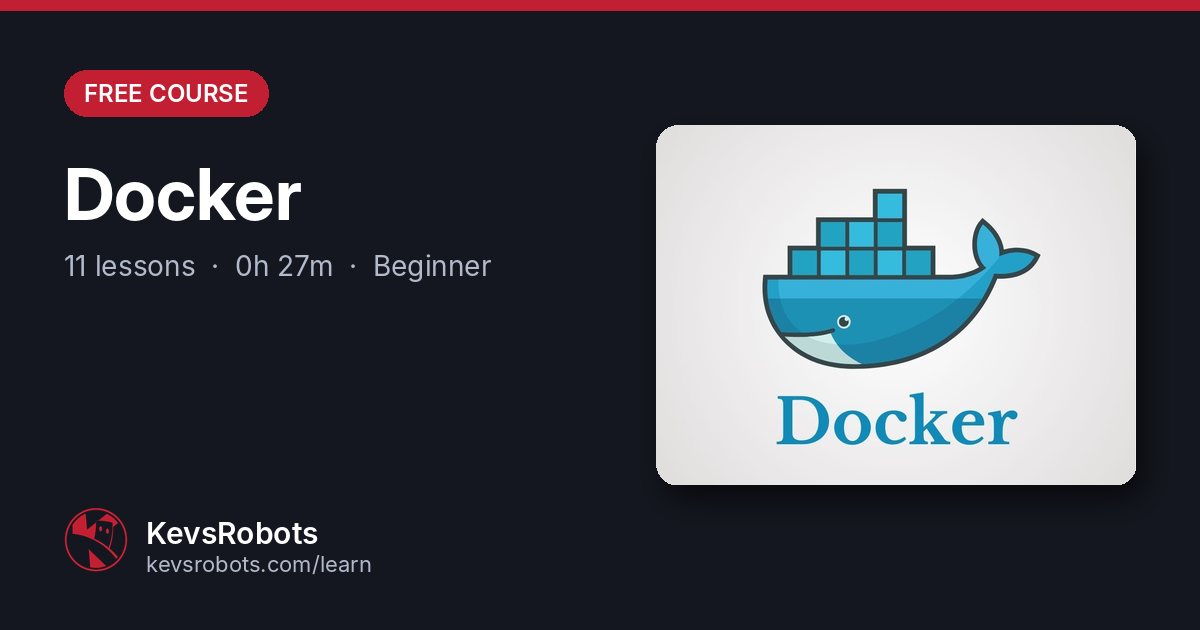 FREE COURSE
Docker
11 lessons · 0h 27m · Beginner
Docker
KevsRobots
kevsrobots.com/learn